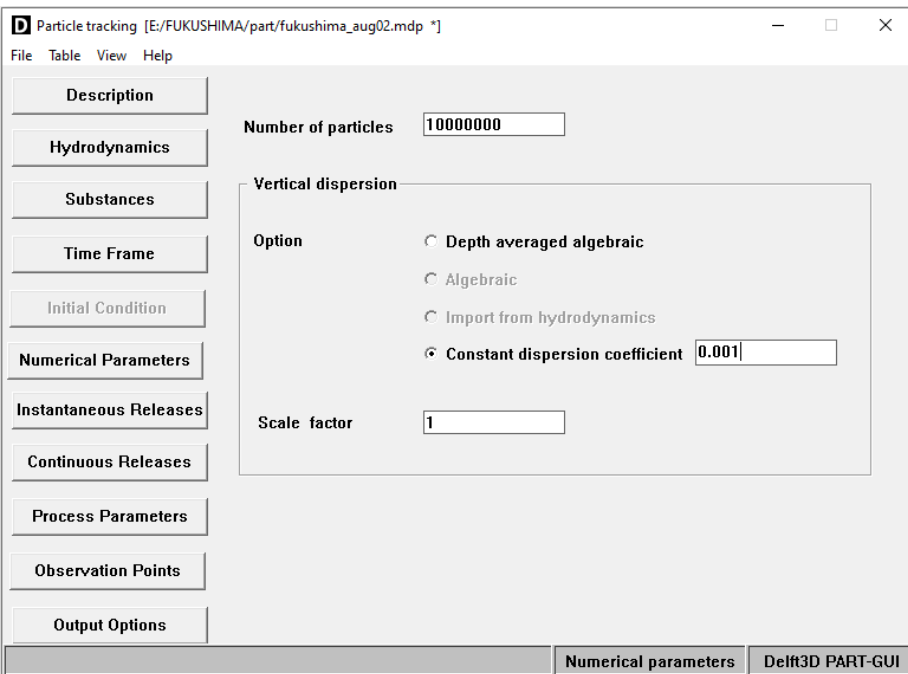 D Particle tracking [E:/FUKUSHIMA/part/fukushima_aug02.mdp *]
File Table View Help
Description
Hydrodynamics
Substances
Time Frame
Initial Condition
Numerical Parameters
Instantaneous Releases
Continuous Releases
Process Parameters
Observation Points
Output Options
Number of particles 10000000
Vertical dispersion
Option
Depth averaged algebraic
Algebraic
Import from hydrodynamics
Constant dispersion coefficient 0.001
Scale factor 1
Numerical parameters Delft3D PART-GUI